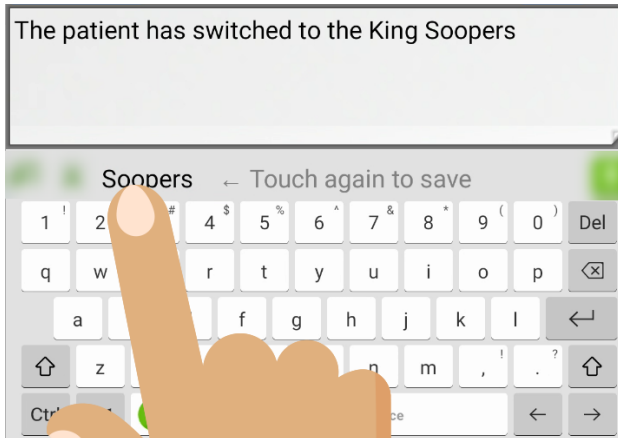 The patient has switched to the King Soopers
Soopers ← Touch again to save
1 ! 2 # 4 $ 5 % 6 ^ 7 & 8 * 9 ( 0 ) Del
q w r t y u i o p
a f g h j k l
z n m , ! . ?
Ctrl ← →